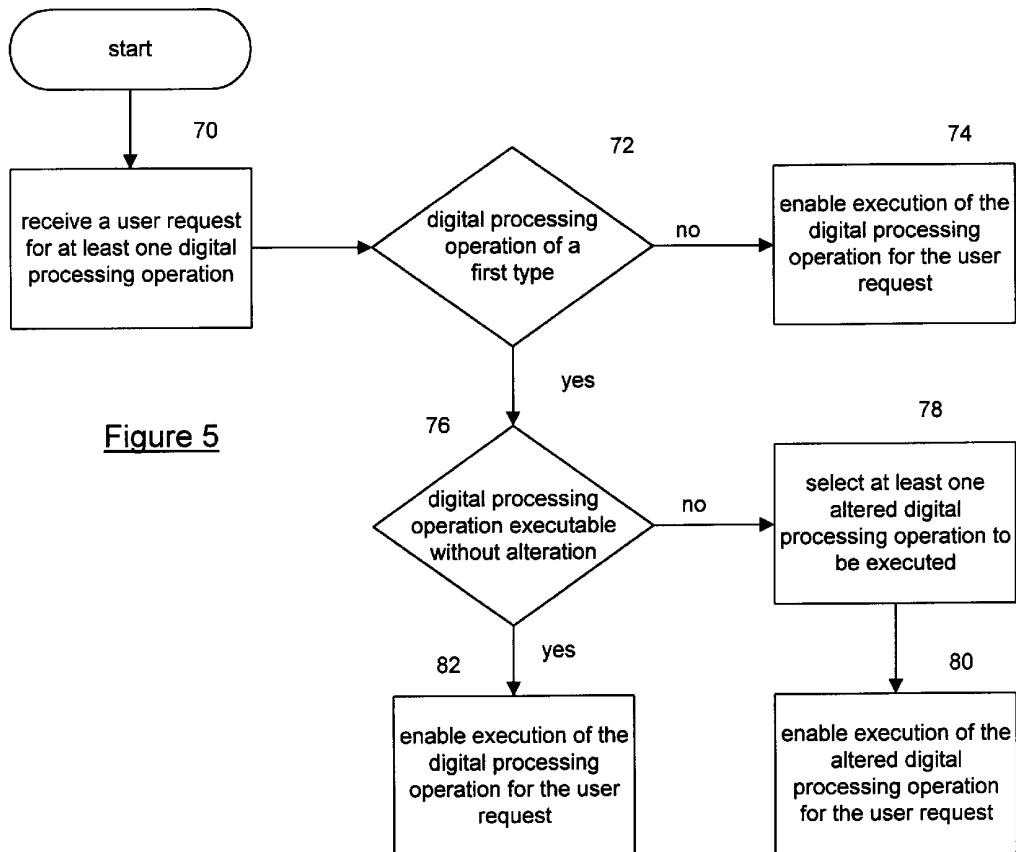 start
70
receive a user request
for at least one digital
processing operation
72
digital processing
operation of a
first type
no
74
enable execution of the
digital processing
operation for the user
request
yes
Figure 5
76
digital processing
operation executable
without alteration
no
78
select at least one
altered digital
processing operation to
be executed
yes
82
enable execution of the
digital processing
operation for the user
request
80
enable execution of the
altered digital
processing operation
for the user request